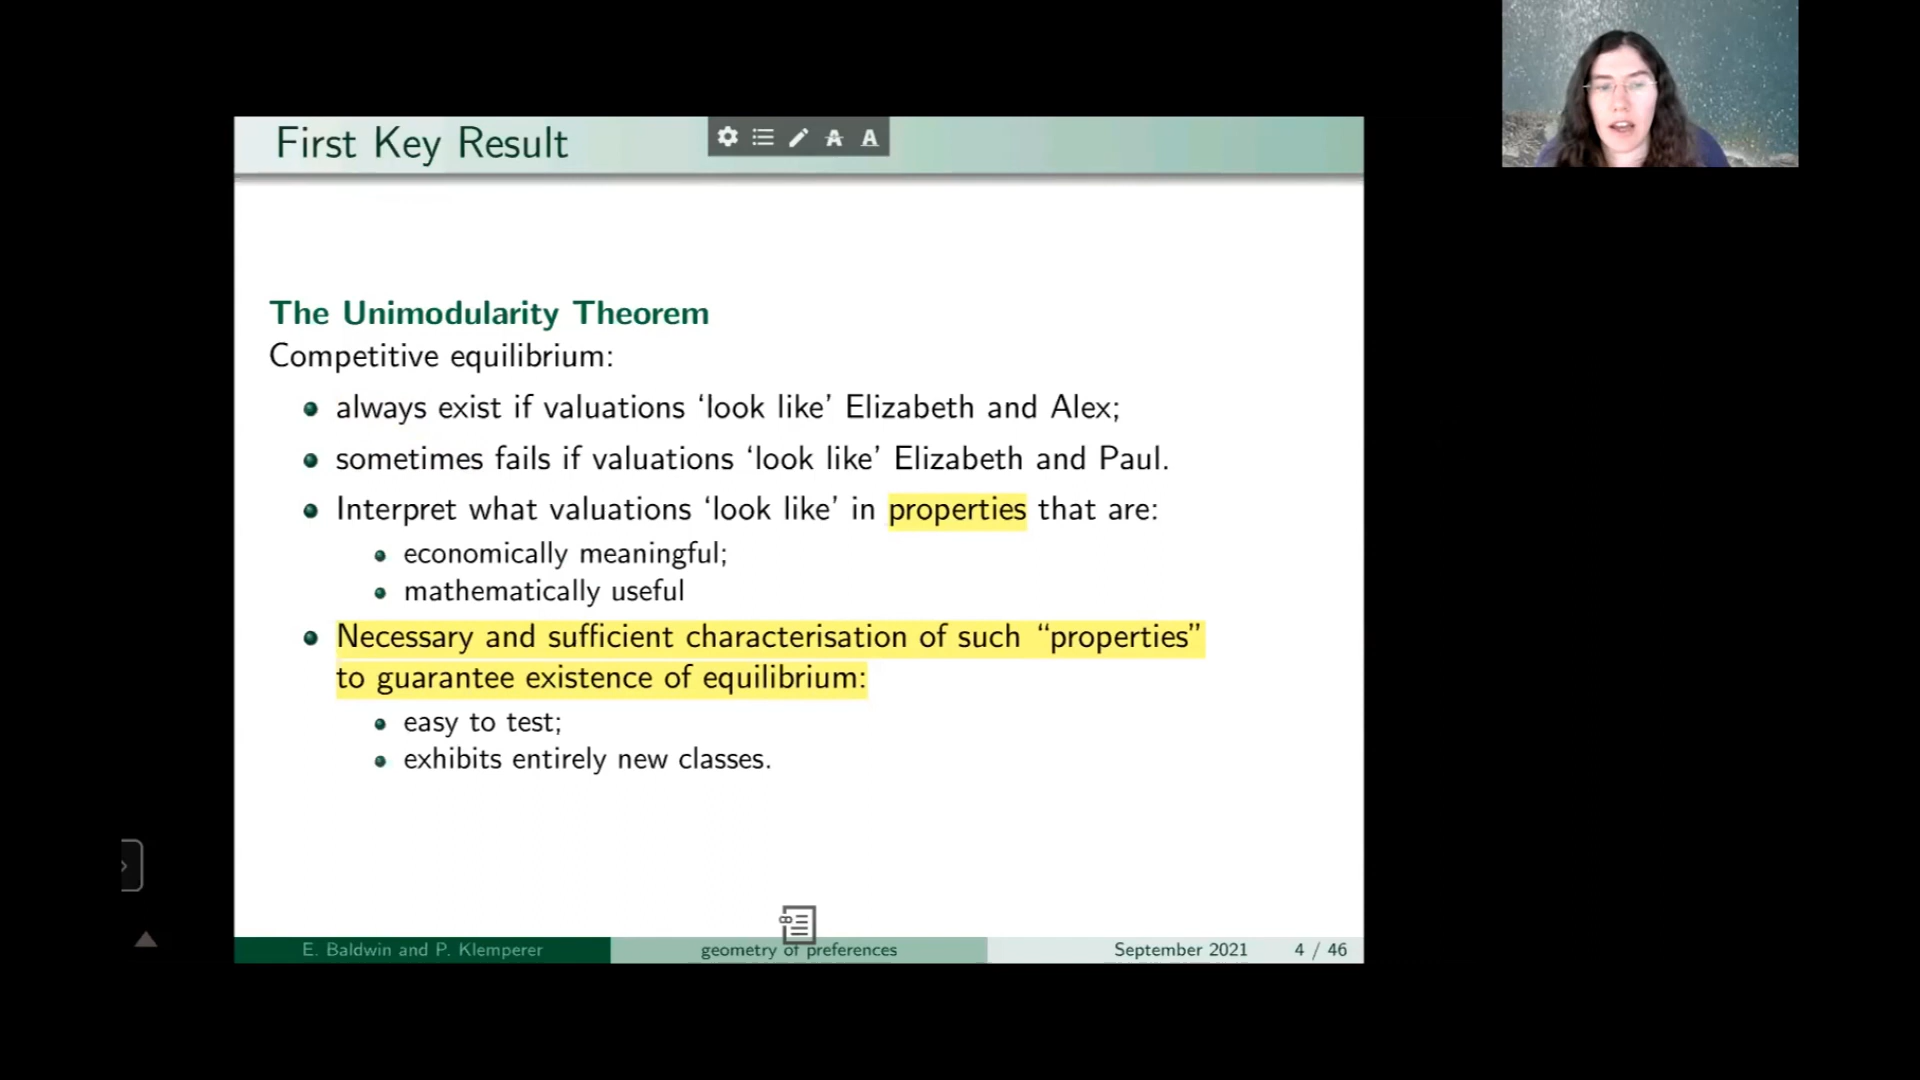 First Key Result
The Unimodularity Theorem
Competitive equilibrium:
always exist if valuations ‘look like’ Elizabeth and Alex;
sometimes fails if valuations ‘look like’ Elizabeth and Paul.
Interpret what valuations ‘look like’ in properties that are:
economically meaningful;
mathematically useful
Necessary and sufficient characterisation of such “properties”
to guarantee existence of equilibrium:
easy to test;
exhibits entirely new classes.
E. Baldwin and P. Klemperer
geometry of preferences
September 2021
4 / 46